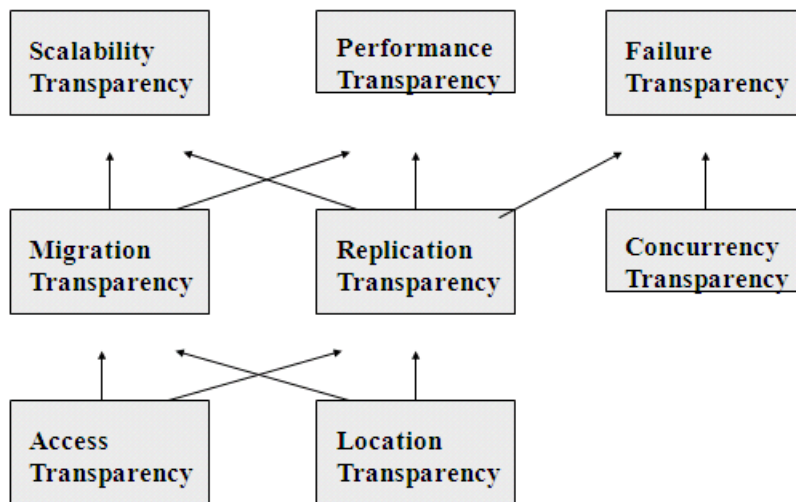 Scalability
Transparency
Performance
Transparency
Failure
Transparency
Migration
Transparency
Replication
Transparency
Concurrency
Transparency
Access
Transparency
Location
Transparency